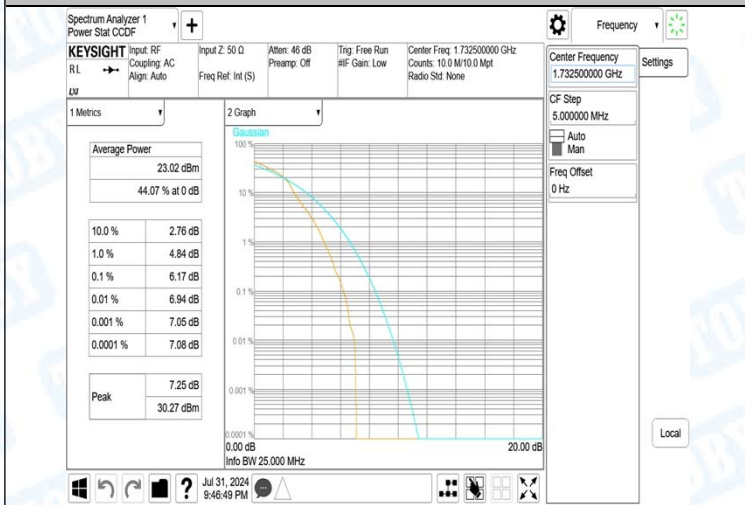 Spectrum Analyzer 1
Power Stat CCDF
Frequency
KEYSIGHT
RL
Input: RF
Coupling: AC
Align: Auto
Input Z: 50 Ω
Freq Ref: Int (S)
Atten: 46 dB
Preamp: Off
Trig: Free Run
#IF Gain: Low
Center Freq: 1.732500000 GHz
Counts: 10.0 M/10.0 Mpt
Radio Std: None
Center Frequency
1.732500000 GHz
Settings
CF Step
5.000000 MHz
Auto
Man
Freq Offset
0 Hz
1 Metrics
2 Graph
Average Power
23.02 dBm
44.07 % at 0 dB
10.0 % 2.76 dB
1.0 % 4.84 dB
0.1 % 6.17 dB
0.01 % 6.94 dB
0.001 % 7.05 dB
0.0001 % 7.08 dB
Peak
7.25 dB
30.27 dBm
Gaussian
100 %
10 %
1 %
0.1 %
0.01 %
0.001 %
0.0001 %
0.00 dB
20.00 dB
Info BW 25.000 MHz
Local
?
Jul 31, 2024
9:46:49 PM